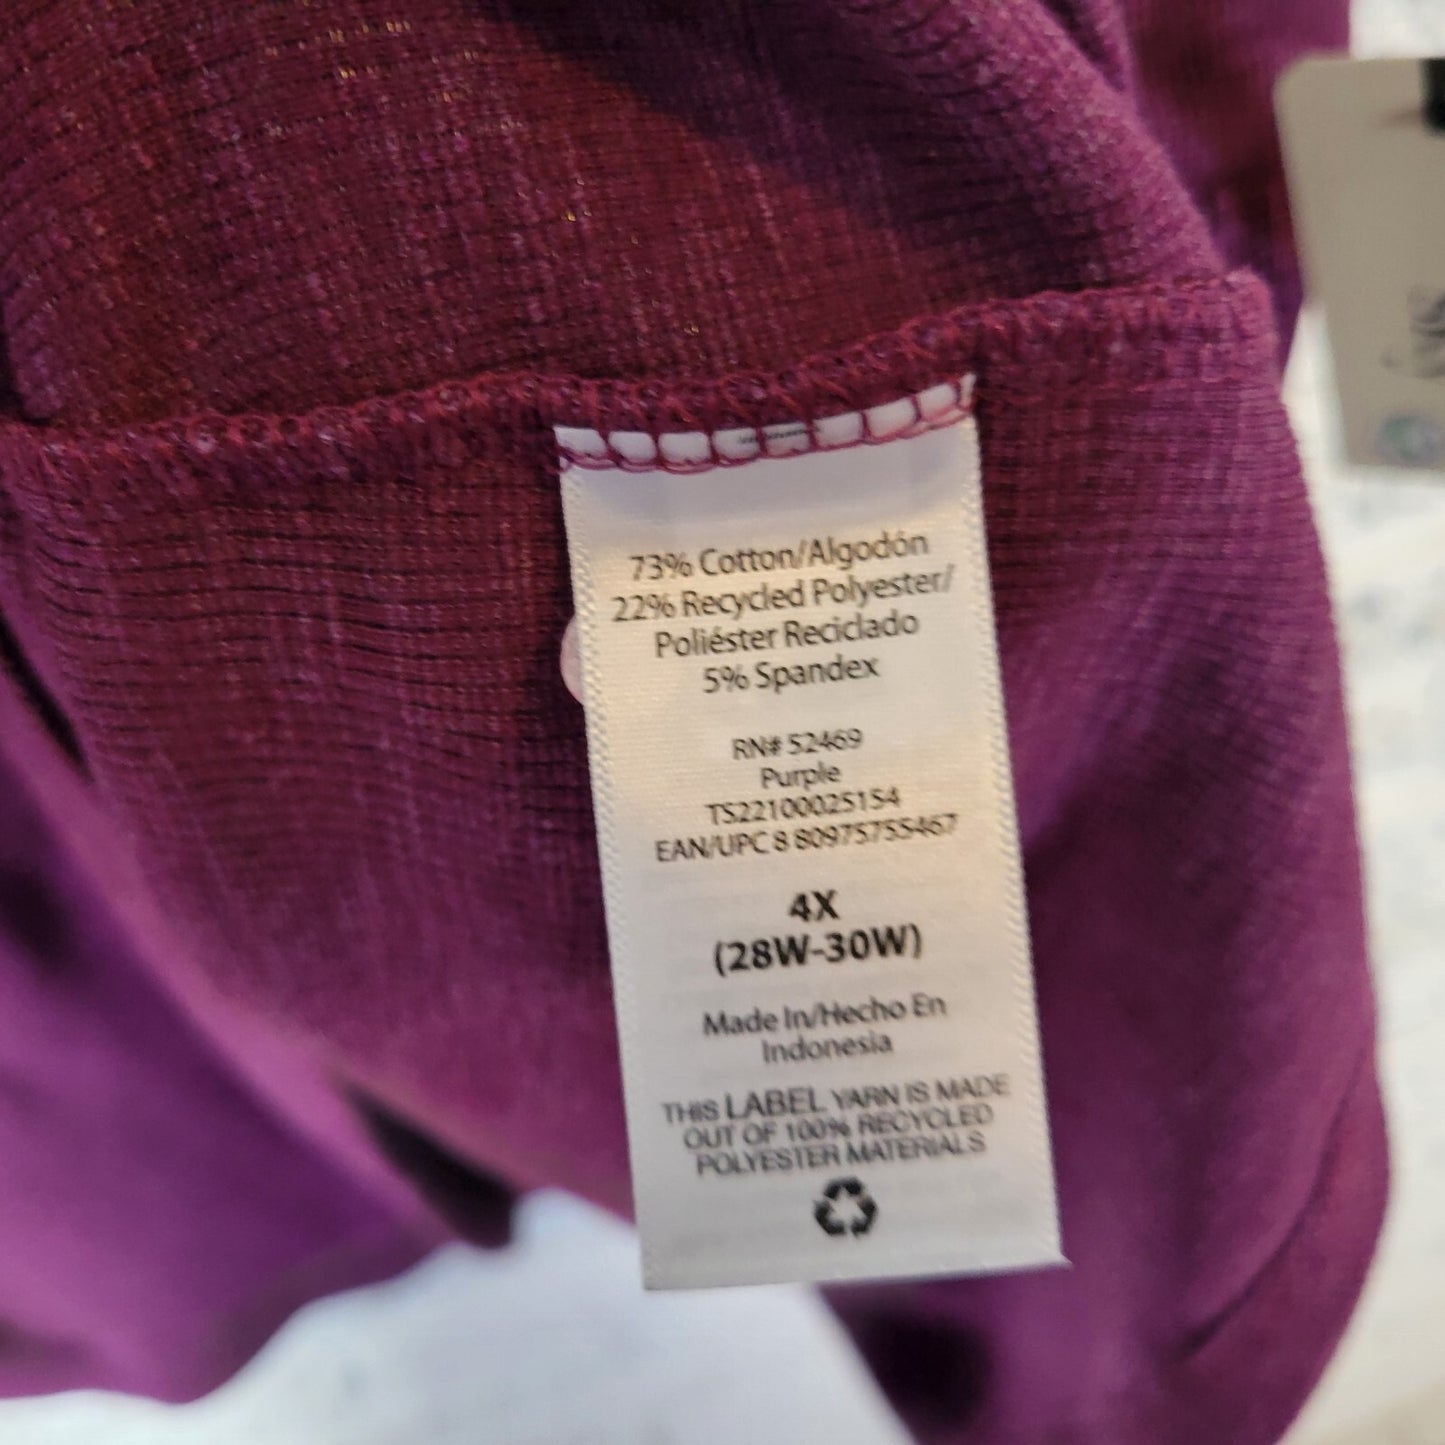 73% Cotton/Algodón
22% Recycled Polyester/
Poliéster Reciclado
5% Spandex
RN# 52469
Purple
TS22100025154
EAN/UPC 8 80975755467
4X
(28W-30W)
Made In/Hecho En
Indonesia
THIS LABEL YARN IS MADE
OUT OF 100% RECYCLED
POLYESTER MATERIALS